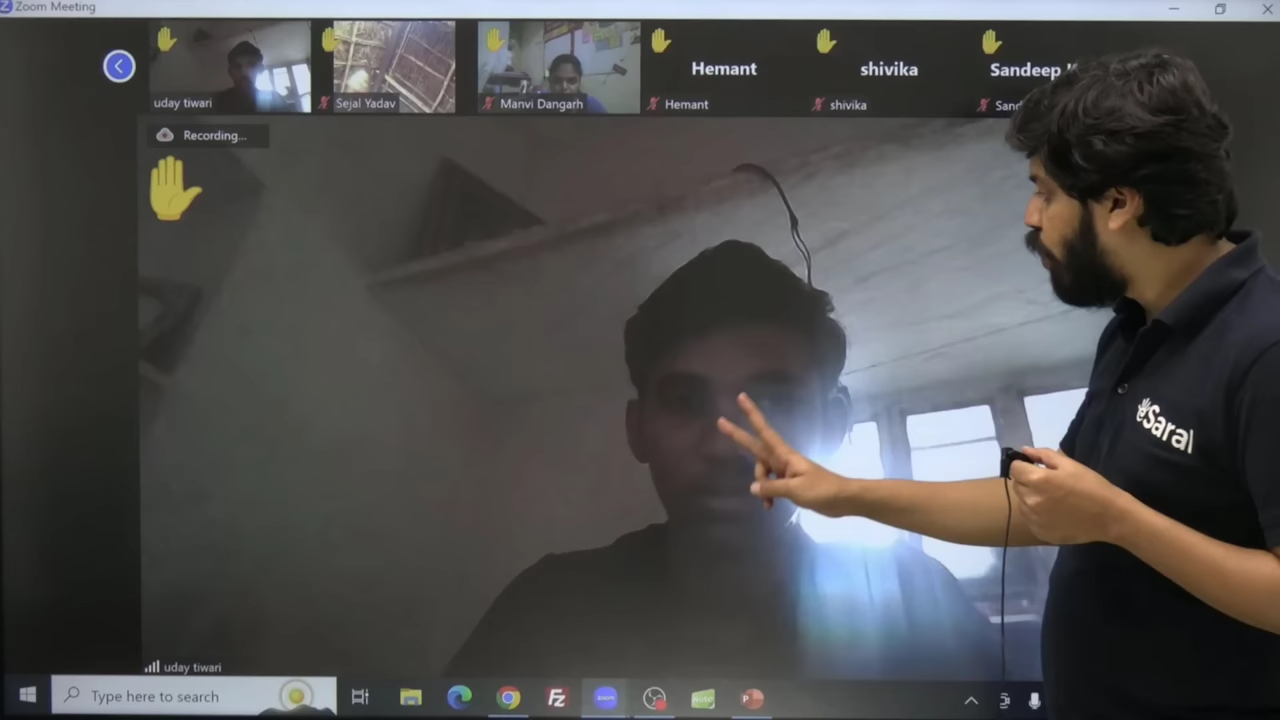 Zoom Meeting
uday tiwari
Sejal Yadav
Manvi Dangarh
Hemant
Hemant
shivika
shivika
Sandeep
Recording...
eSaral
uday tiwari
Type here to search
zoom